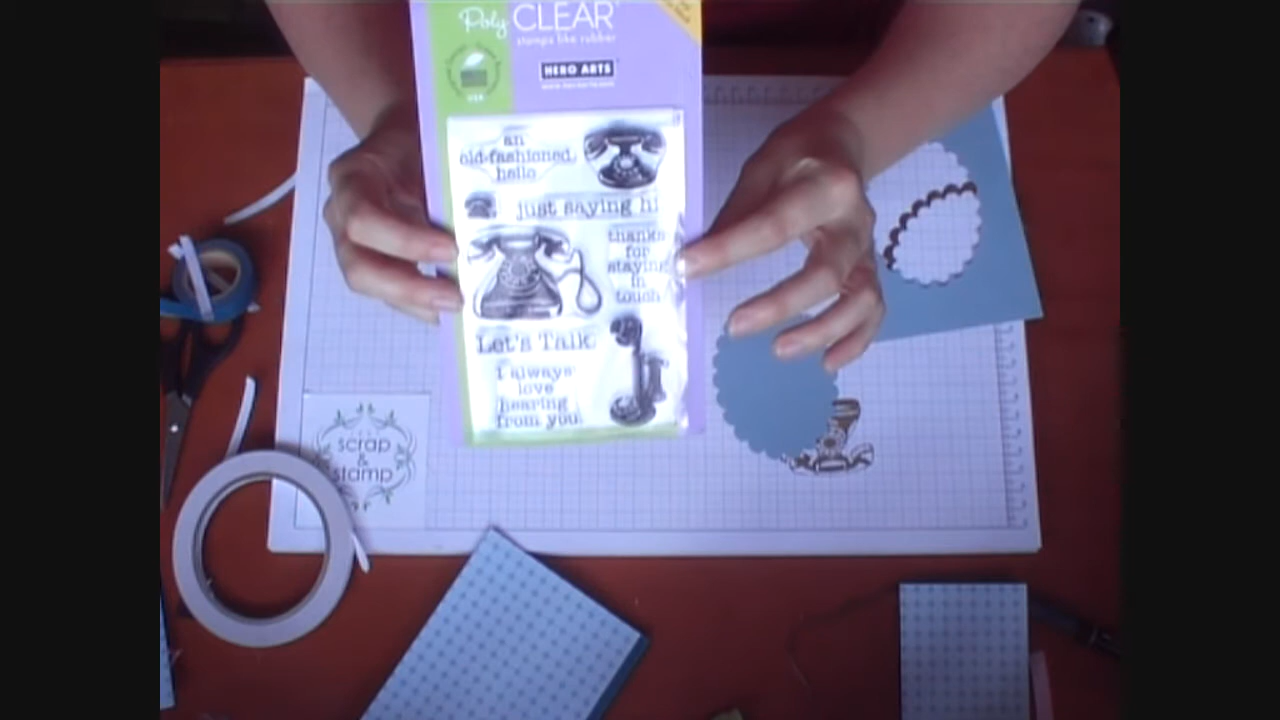 Poly CLEAR
stamps like rubber
HERO ARTS
USA
an
old-fashioned
hello
just saying hi
thanks
for
staying
in
touch
Let's Talk
i always
love
hearing
from you.
scrap
&
stamp